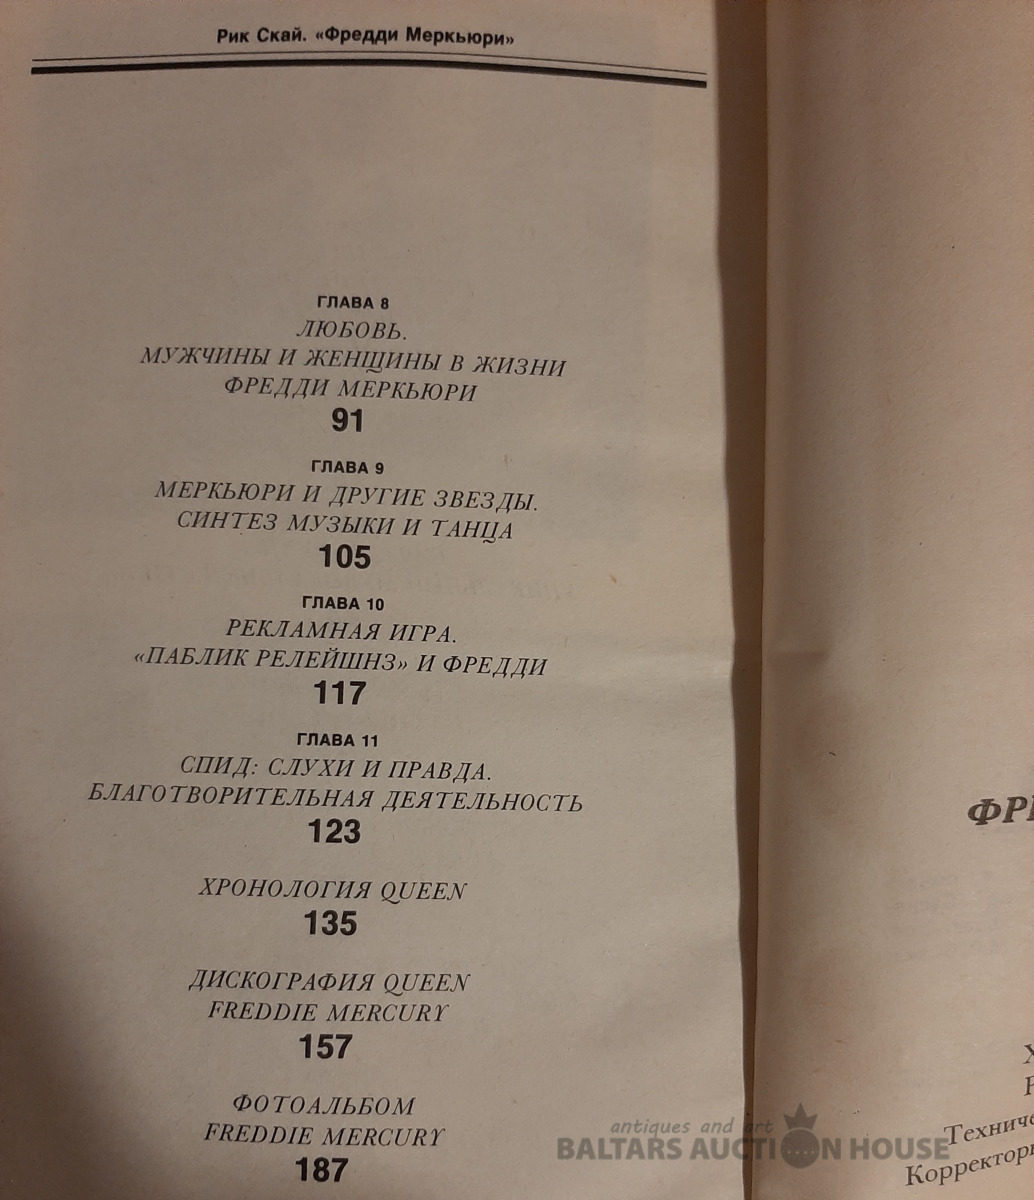 Рик Скай. «Фредди Меркьюри»
ГЛАВА 8
ЛЮБОВЬ.
МУЖЧИНЫ И ЖЕНЩИНЫ В ЖИЗНИ
ФРЕДДИ МЕРКЬЮРИ
91
ГЛАВА 9
МЕРКЬЮРИ И ДРУГИЕ ЗВЕЗДЫ.
СИНТЕЗ МУЗЫКИ И ТАНЦА
105
ГЛАВА 10
РЕКЛАМНАЯ ИГРА.
«ПАБЛИК РЕЛЕЙШНЗ» И ФРЕДДИ
117
ГЛАВА 11
СПИД: СЛУХИ И ПРАВДА.
БЛАГОТВОРИТЕЛЬНАЯ ДЕЯТЕЛЬНОСТЬ
123
ХРОНОЛОГИЯ QUEEN
135
ДИСКОГРАФИЯ QUEEN
FREDDIE MERCURY
157
ФОТОАЛЬБОМ
FREDDIE MERCURY
187
antiques and art
BALTARS AUCTION HOUSE